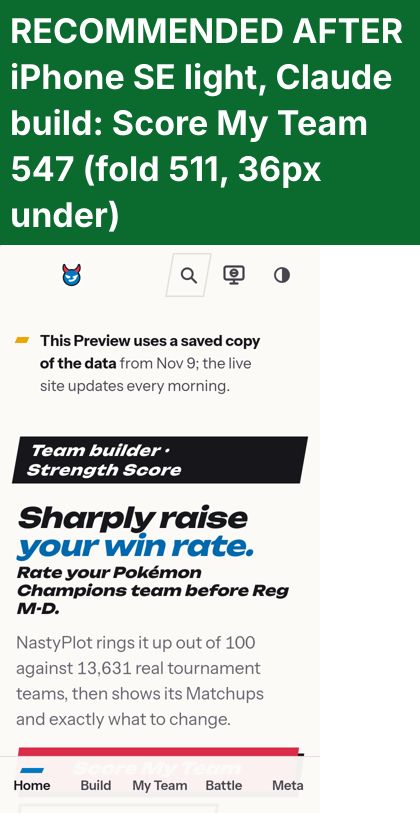 RECOMMENDED AFTER
iPhone SE light, Claude
build: Score My Team
547 (fold 511, 36px
under)
This Preview uses a saved copy
of the data from Nov 9; the live
site updates every morning.
Team builder ·
Strength Score
Sharply raise
your win rate.
Rate your Pokémon
Champions team before Reg
M-D.
NastyPlot rings it up out of 100
against 13,631 real tournament
teams, then shows its Matchups
and exactly what to change.
Score My Team
Home Build My Team Battle Meta